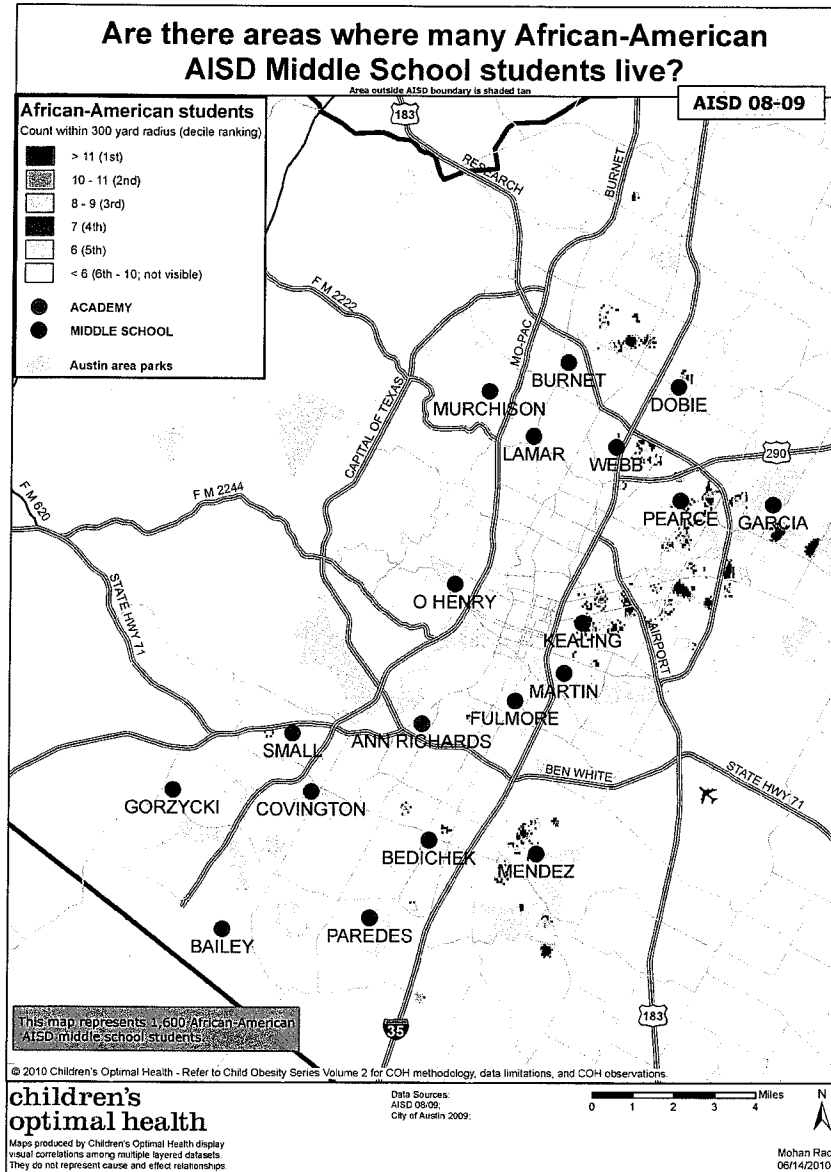 Are there areas where many African-American
AISD Middle School students live?
Area outside AISD boundary is shaded tan
AISD 08-09
African-American students
Count within 300 yard radius (decile ranking)
> 11 (1st)
10 - 11 (2nd)
8 - 9 (3rd)
7 (4th)
6 (5th)
< 6 (6th - 10; not visible)
ACADEMY
MIDDLE SCHOOL
Austin area parks
183
RESEARCH
BURNET
F M 2222
MO-PAC
CAPITAL OF TEXAS
BURNET
MURCHISON
DOBIE
LAMAR
WEBB
290
F M 620
F M 2244
PEARCE
GARCIA
STATE HWY 71
O HENRY
KEALING
AIRPORT
MARTIN
FULMORE
SMALL
ANN RICHARDS
BEN WHITE
STATE HWY 71
GORZYCKI
COVINGTON
BEDICHEK
MENDEZ
BAILEY
PAREDES
183
35
This map represents 1,600 African-American
AISD middle school students.
© 2010 Children's Optimal Health - Refer to Child Obesity Series Volume 2 for COH methodology, data limitations, and COH observations.
children's
optimal health
Maps produced by Children's Optimal Health display
visual correlations among multiple layered datasets.
They do not represent cause and effect relationships.
Data Sources:
AISD 08/09;
City of Austin 2009;
Miles
0 1 2 3 4
N
Mohan Rao
06/14/2010